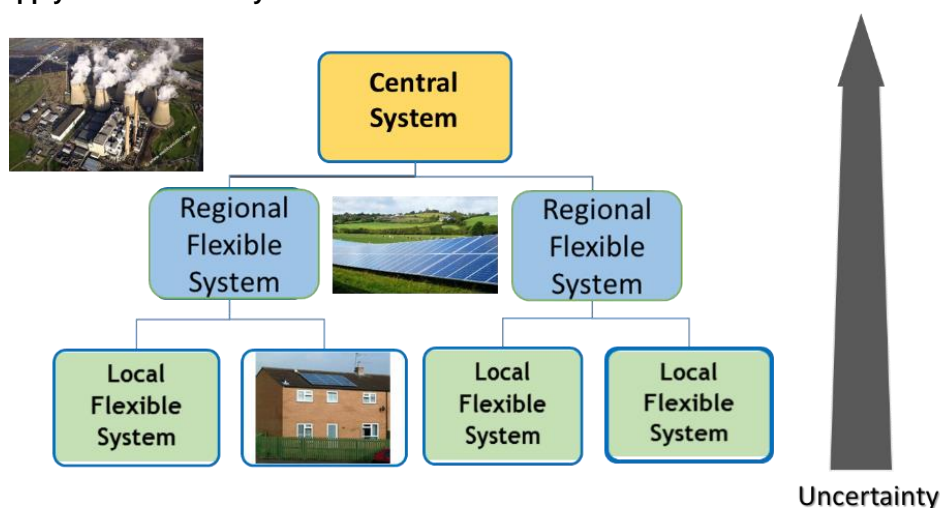 Central
System
Regional
Flexible
System
Regional
Flexible
System
Local
Flexible
System
Local
Flexible
System
Local
Flexible
System
Uncertainty